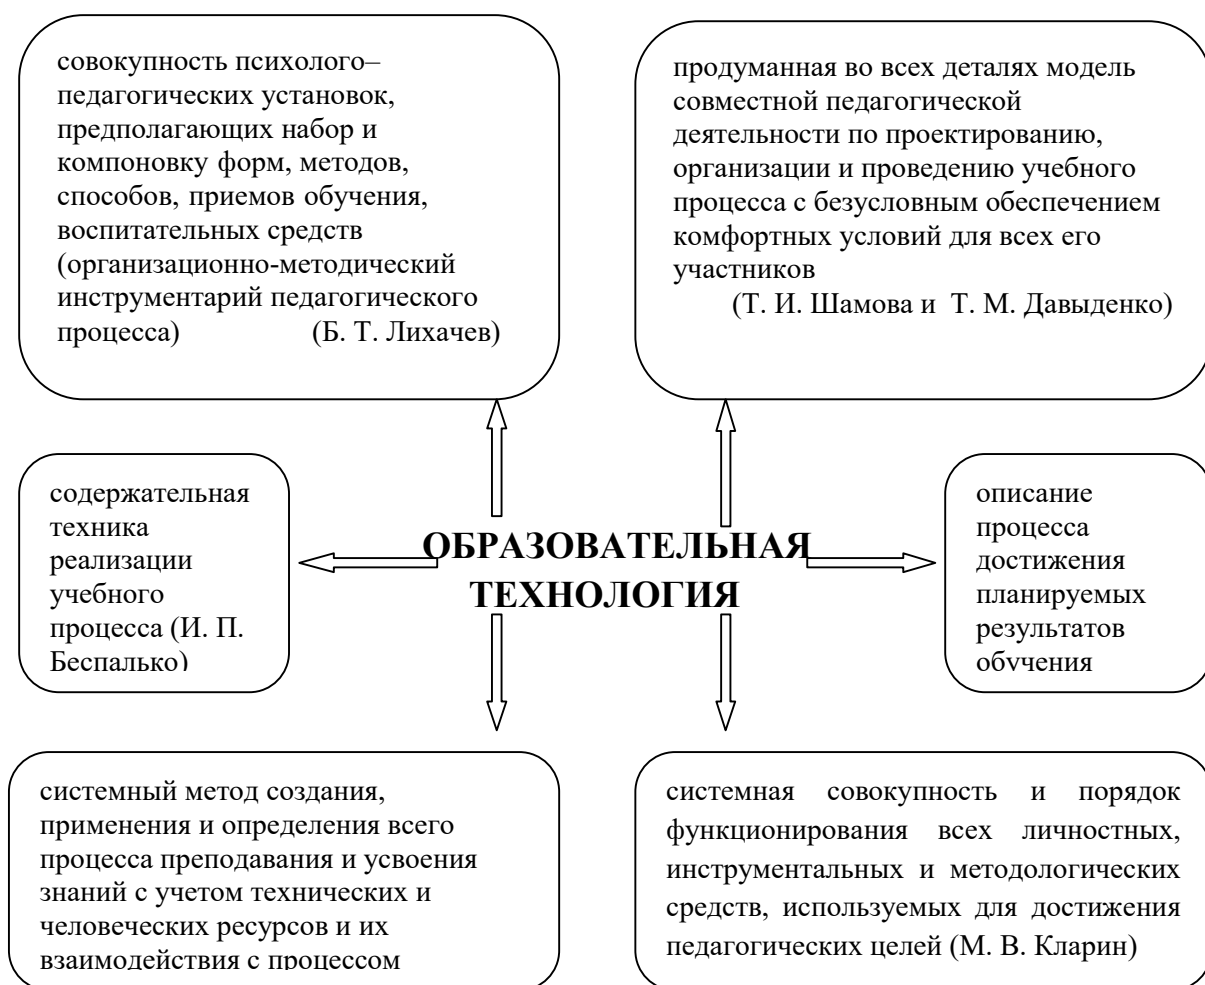 совокупность психолого–
педагогических установок,
предполагающих набор и
компоновку форм, методов,
способов, приемов обучения,
воспитательных средств
(организационно-методический
инструментарий педагогического
процесса) (Б. Т. Лихачев)
продуманная во всех деталях модель
совместной педагогической
деятельности по проектированию,
организации и проведению учебного
процесса с безусловным обеспечением
комфортных условий для всех его
участников
(Т. И. Шамова и Т. М. Давыденко)
содержательная
техника
реализации
учебного
процесса (И. П.
Беспалько)
ОБРАЗОВАТЕЛЬНАЯ
ТЕХНОЛОГИЯ
описание
процесса
достижения
планируемых
результатов
обучения
системный метод создания,
применения и определения всего
процесса преподавания и усвоения
знаний с учетом технических и
человеческих ресурсов и их
взаимодействия с процессом
системная совокупность и порядок
функционирования всех личностных,
инструментальных и методологических
средств, используемых для достижения
педагогических целей (М. В. Кларин)